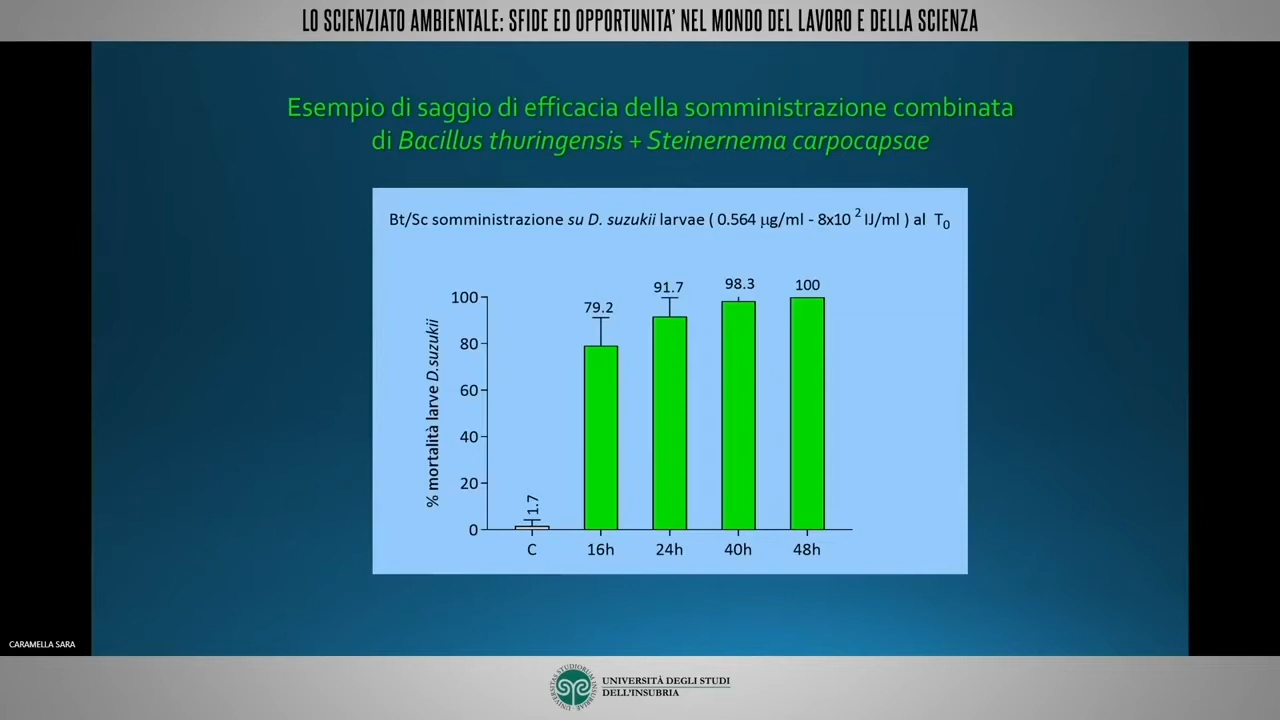 LO SCIENZIATO AMBIENTALE: SFIDE ED OPPORTUNITA' NEL MONDO DEL LAVORO E DELLA SCIENZA
Esempio di saggio di efficacia della somministrazione combinata
di Bacillus thuringensis + Steinernema carpocapsae
Bt/Sc somministrazione su D. suzukii larvae ( 0.564 µg/ml - 8x10 2 IJ/ml ) al T0
% mortalità larve D.suzukii
100
80
60
40
20
0
1.7
79.2
91.7
98.3
100
C
16h
24h
40h
48h
CARAMELLA SARA
UNIVERSITÀ DEGLI STUDI
DELL'INSUBRIA